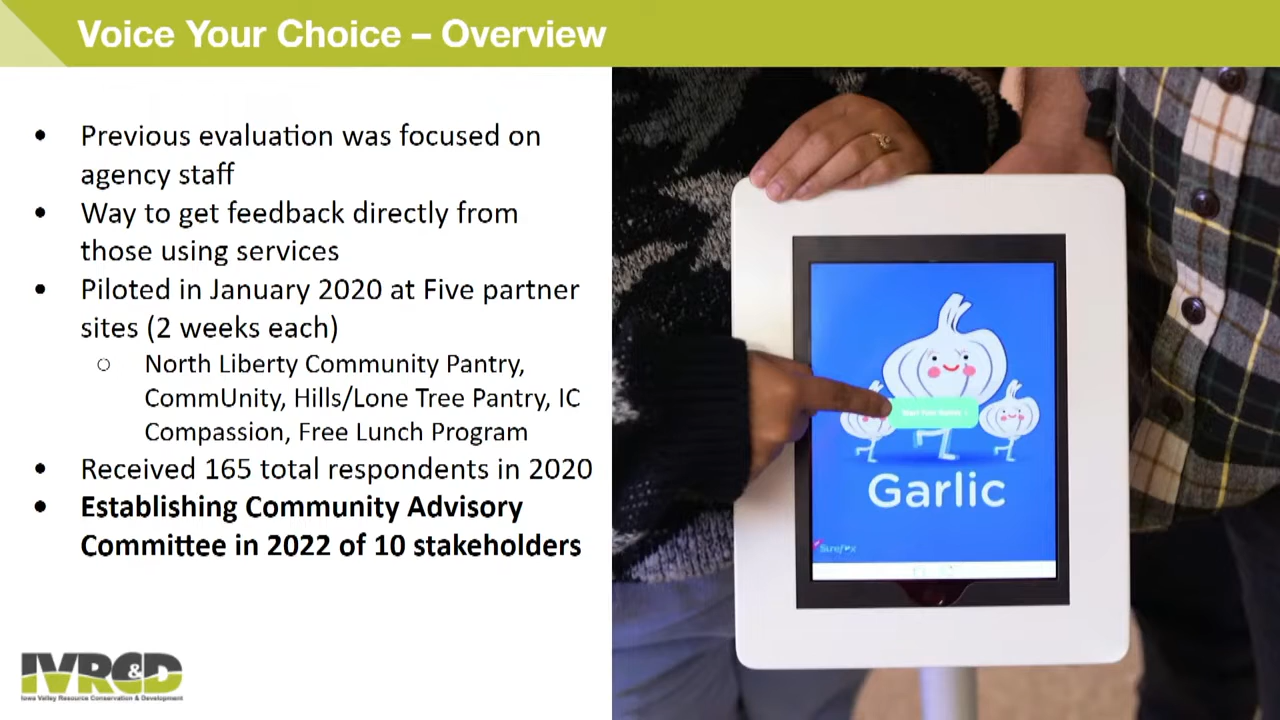 Voice Your Choice – Overview
• Previous evaluation was focused on
agency staff
• Way to get feedback directly from
those using services
• Piloted in January 2020 at Five partner
sites (2 weeks each)
○ North Liberty Community Pantry,
CommUnity, Hills/Lone Tree Pantry, IC
Compassion, Free Lunch Program
• Received 165 total respondents in 2020
• Establishing Community Advisory
Committee in 2022 of 10 stakeholders
IVRC&D
Iowa Valley Resource Conservation & Development
Garlic